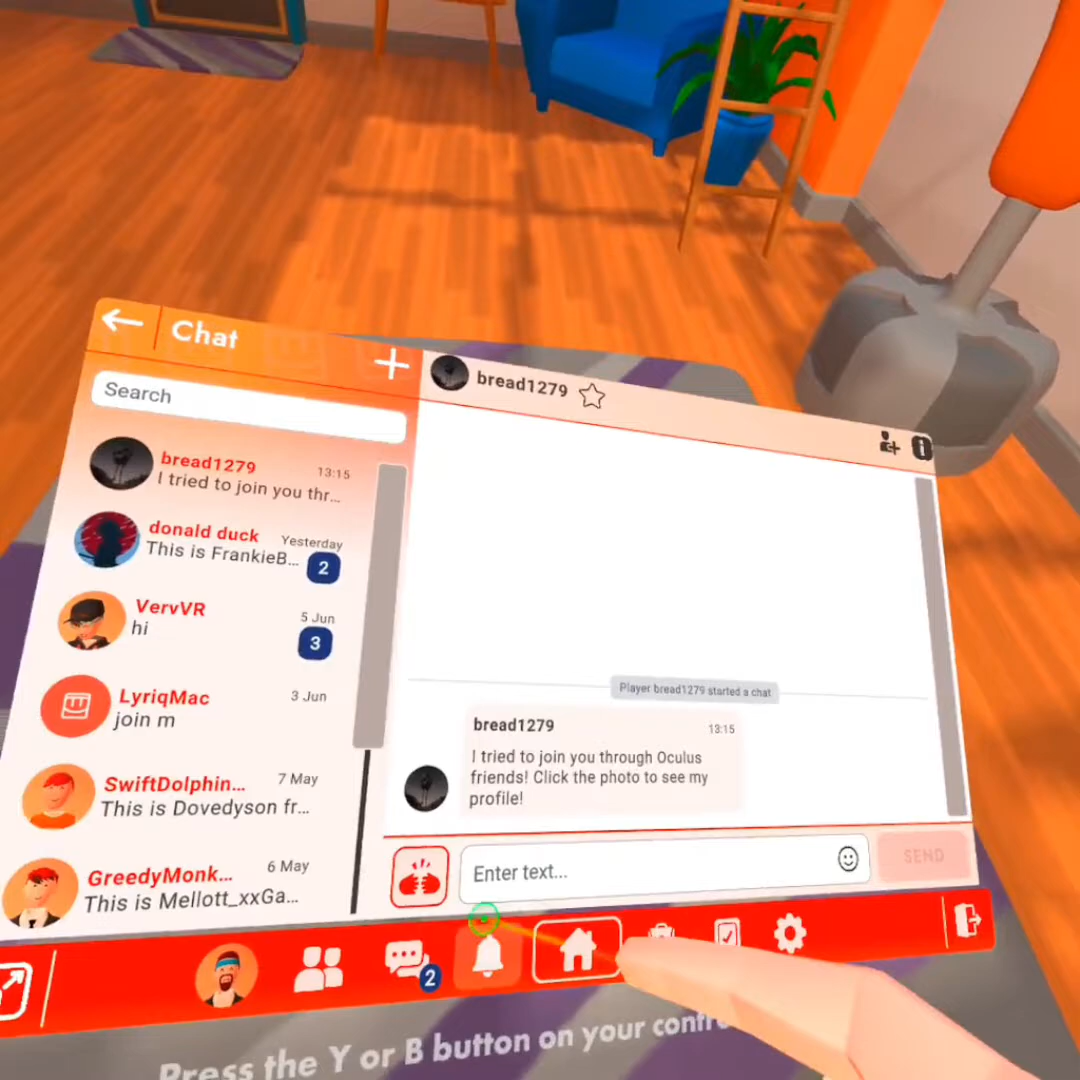 Chat
Search
bread1279
13:15
I tried to join you thr...
donald duck
Yesterday
This is FrankieB...
2
VervVR
5 Jun
hi
3
LyriqMac
3 Jun
join m
SwiftDolphin...
7 May
This is Dovedyson fr...
GreedyMonk...
6 May
This is Mellott_xxGa...
bread1279
Player bread1279 started a chat
bread1279
13:15
I tried to join you through Oculus
friends! Click the photo to see my
profile!
Enter text...
SEND
2
Press the Y or B button on your